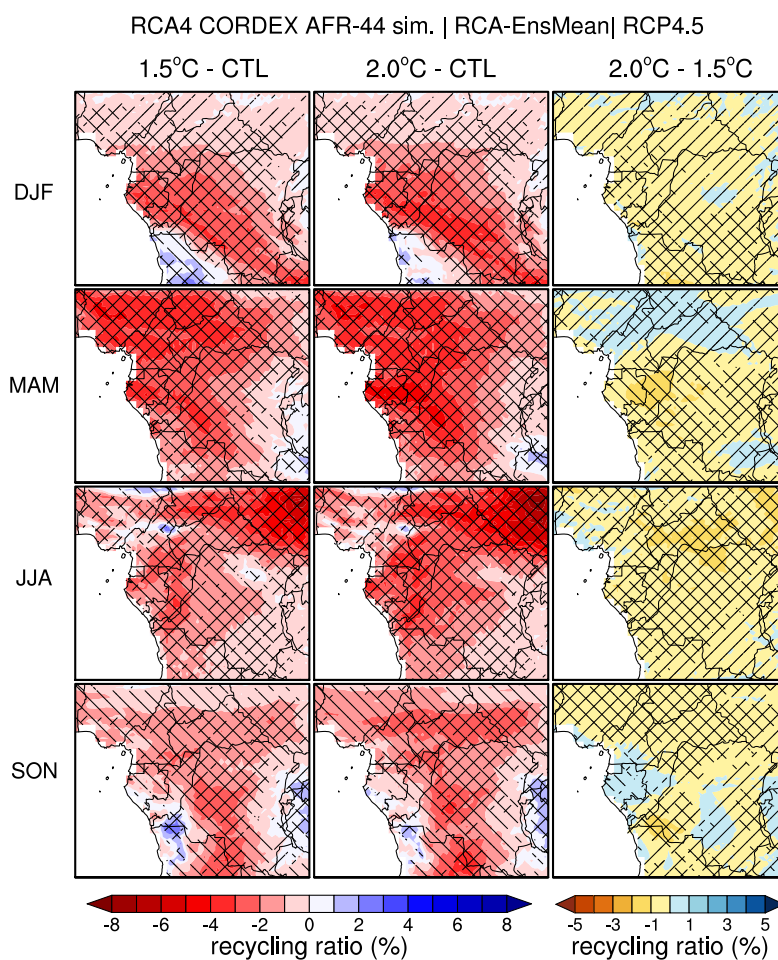 RCA4 CORDEX AFR-44 sim. | RCA-EnsMean| RCP4.5
1.5°C - CTL 2.0°C - CTL 2.0°C - 1.5°C
DJF
MAM
JJA
SON
-8 -6 -4 -2 0 2 4 6 8 -5 -3 -1 1 3 5
recycling ratio (%) recycling ratio (%)